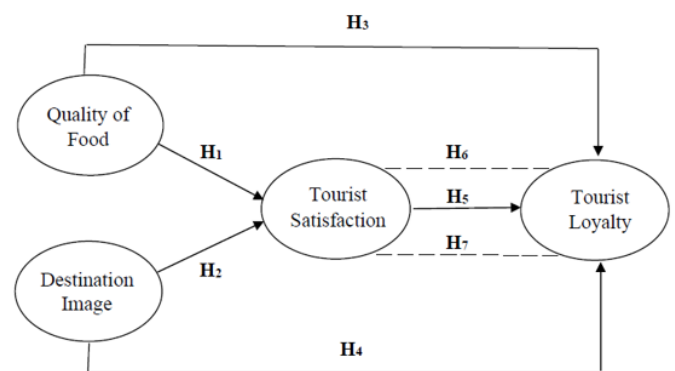 H3
Quality of
Food
H1
H6
Tourist
Satisfaction
H5
Tourist
Loyalty
H7
H2
Destination
Image
H4